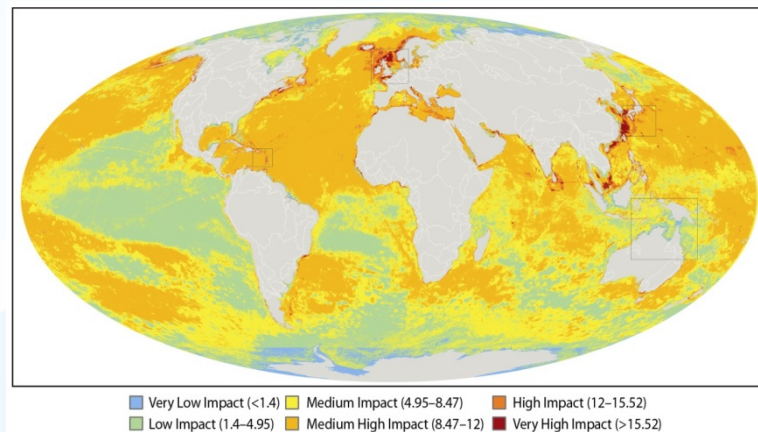 Very Low Impact (<1.4) Medium Impact (4.95–8.47) High Impact (12–15.52)
Low Impact (1.4–4.95) Medium High Impact (8.47–12) Very High Impact (>15.52)